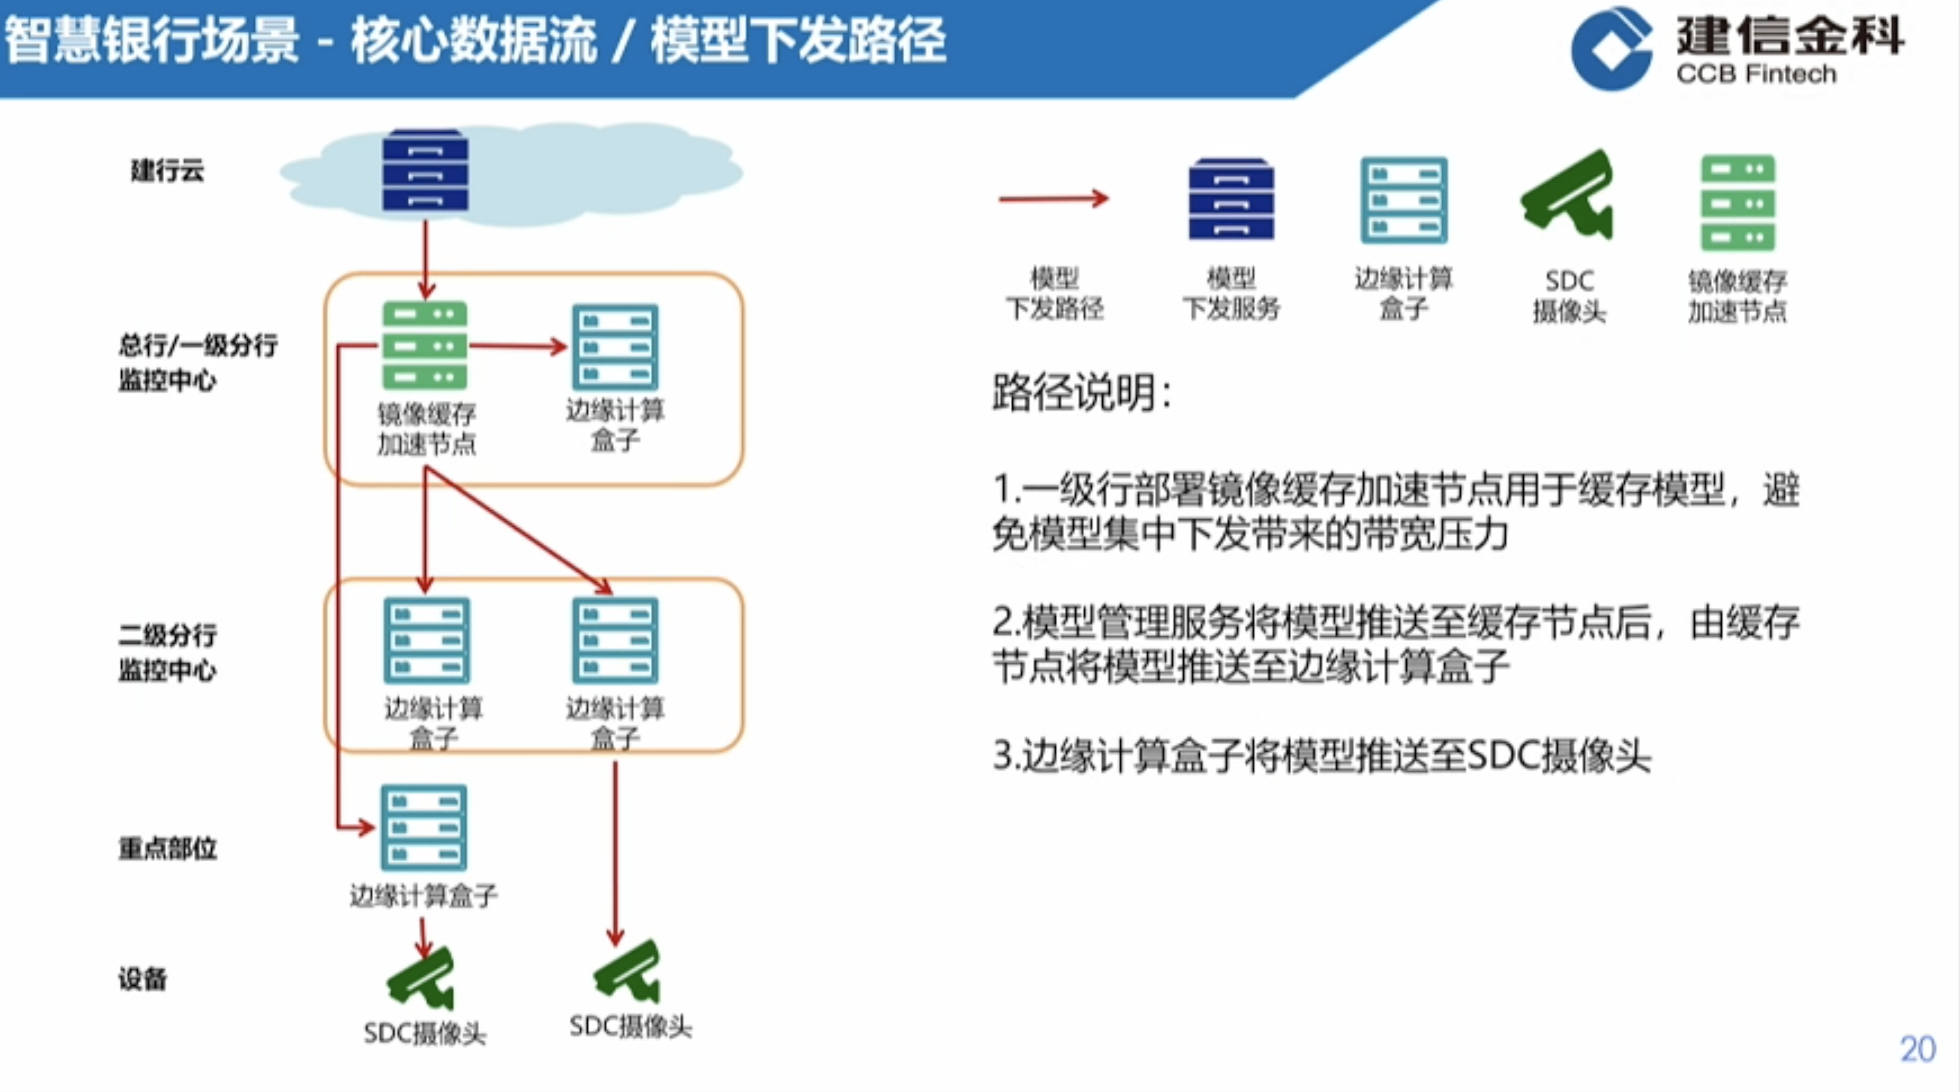 智慧银行场景 - 核心数据流 / 模型下发路径
建信金科
CCB Fintech
建行云
总行/一级分行
监控中心
镜像缓存
加速节点
边缘计算
盒子
二级分行
监控中心
边缘计算
盒子
边缘计算
盒子
重点部位
边缘计算盒子
设备
SDC摄像头
SDC摄像头
模型
下发路径
模型
下发服务
边缘计算
盒子
SDC
摄像头
镜像缓存
加速节点
路径说明：
1.一级行部署镜像缓存加速节点用于缓存模型，避
免模型集中下发带来的带宽压力
2.模型管理服务将模型推送至缓存节点后，由缓存
节点将模型推送至边缘计算盒子
3.边缘计算盒子将模型推送至SDC摄像头
20